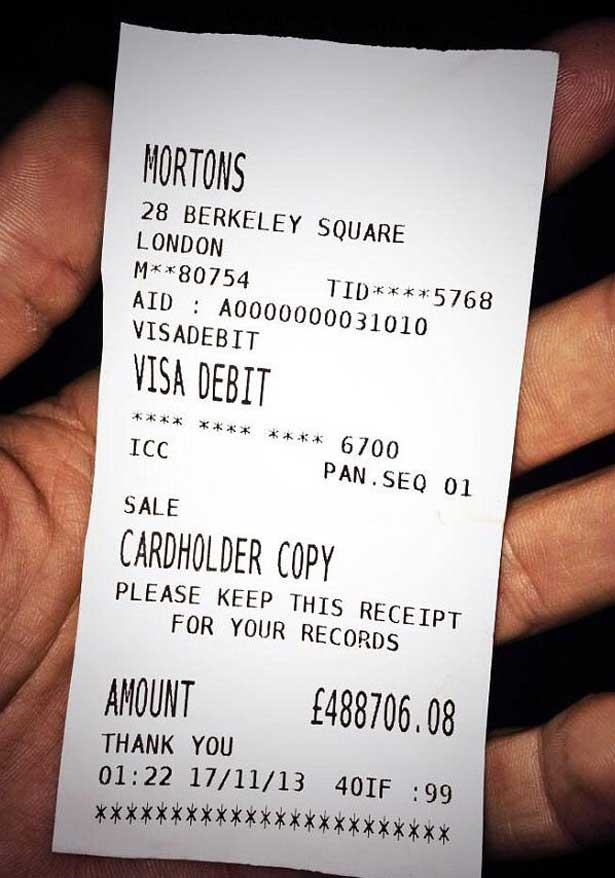 MORTONS
28 BERKELEY SQUARE
LONDON
M**80754 TID****5768
AID : A0000000031010
VISADEBIT
VISA DEBIT
**** **** **** 6700
ICC PAN.SEQ 01
SALE
CARDHOLDER COPY
PLEASE KEEP THIS RECEIPT
FOR YOUR RECORDS
AMOUNT £488706.08
THANK YOU
01:22 17/11/13 40IF :99
************************